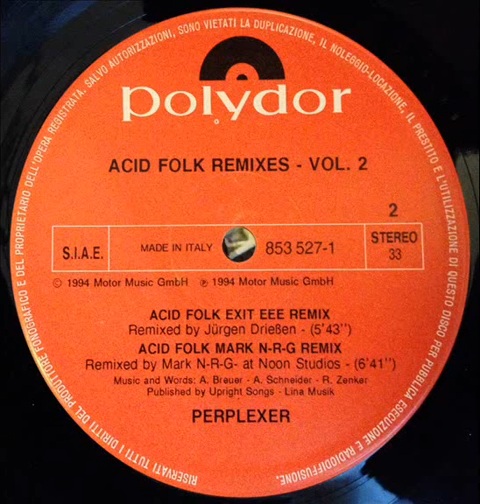 polydor
ACID FOLK REMIXES - VOL. 2
2
S.I.A.E.
MADE IN ITALY
853 527-1
STEREO
33
© 1994 Motor Music GmbH ℗ 1994 Motor Music GmbH
ACID FOLK EXIT EEE REMIX
Remixed by Jürgen Drießen - (5'43'')
ACID FOLK MARK N-R-G REMIX
Remixed by Mark N-R-G- at Noon Studios - (6'41'')
Music and Words: A. Breuer - A. Schneider - R. Zenker
Published by Upright Songs - Lina Musik
PERPLEXER
RISERVATI TUTTI I DIRITTI DEL PRODUTTORE FONOGRAFICO E DEL PROPRIETARIO DELL'OPERA REGISTRATA. SALVO AUTORIZZAZIONI, SONO VIETATI LA DUPLICAZIONE, IL NOLEGGIO-LOCAZIONE, IL PRESTITO E L'UTILIZZAZIONE DI QUESTO DISCO PER PUBBLICA ESECUZIONE E RADIODIFFUSIONE.